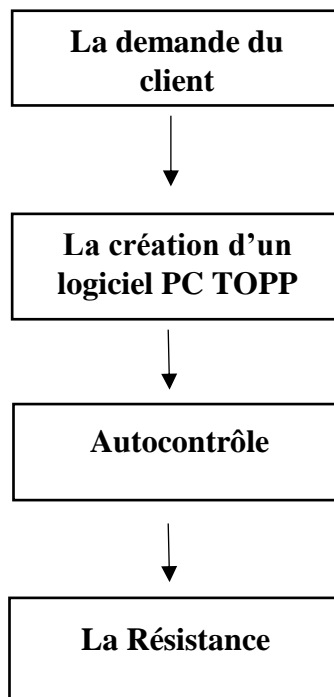 La demande du
client
La création d’un
logiciel PC TOPP
Autocontrôle
La Résistance